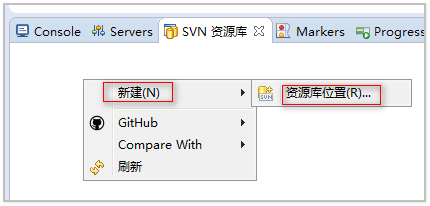 Console Servers SVN 资源库 Markers Progress
新建(N) 资源库位置(R)...
SVN
GitHub
Compare With
刷新